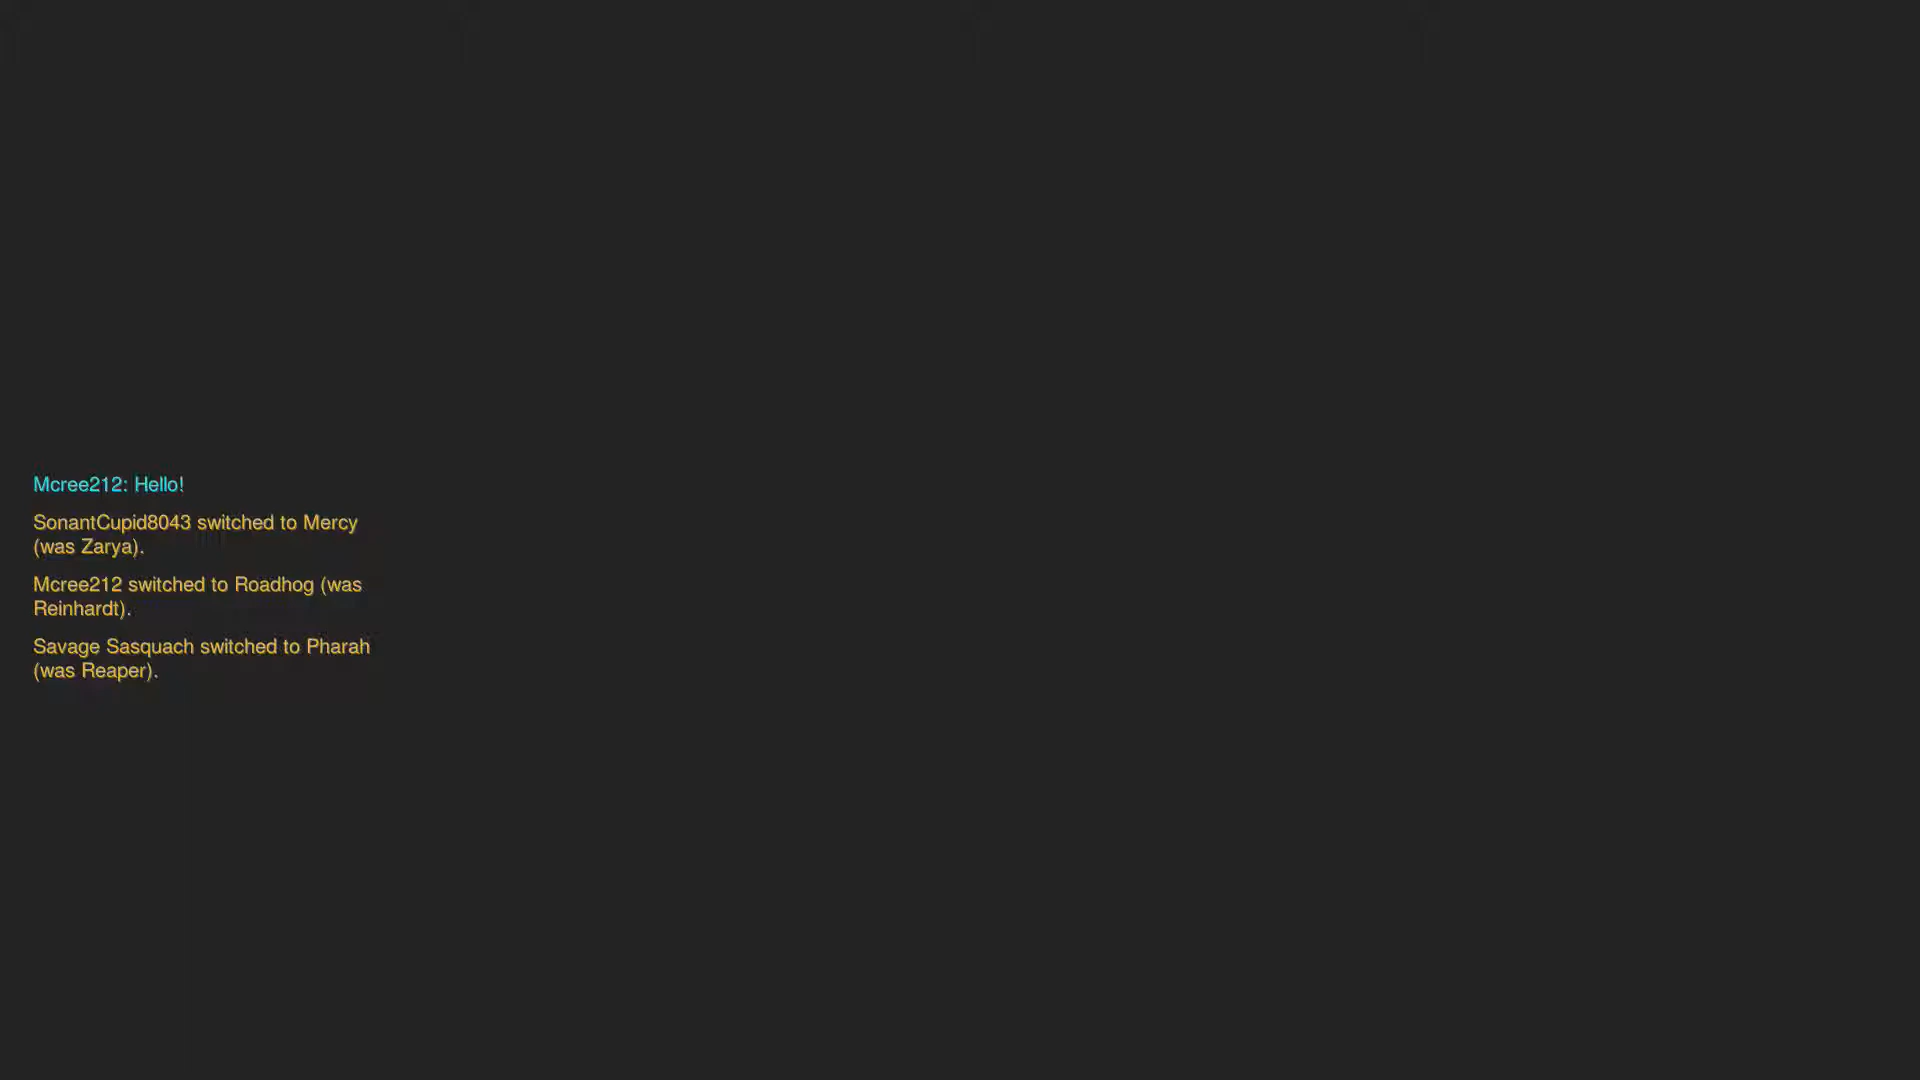 Mcree212: Hello!
SonantCupid8043 switched to Mercy
(was Zarya).
Mcree212 switched to Roadhog (was
Reinhardt).
Savage Sasquach switched to Pharah
(was Reaper).